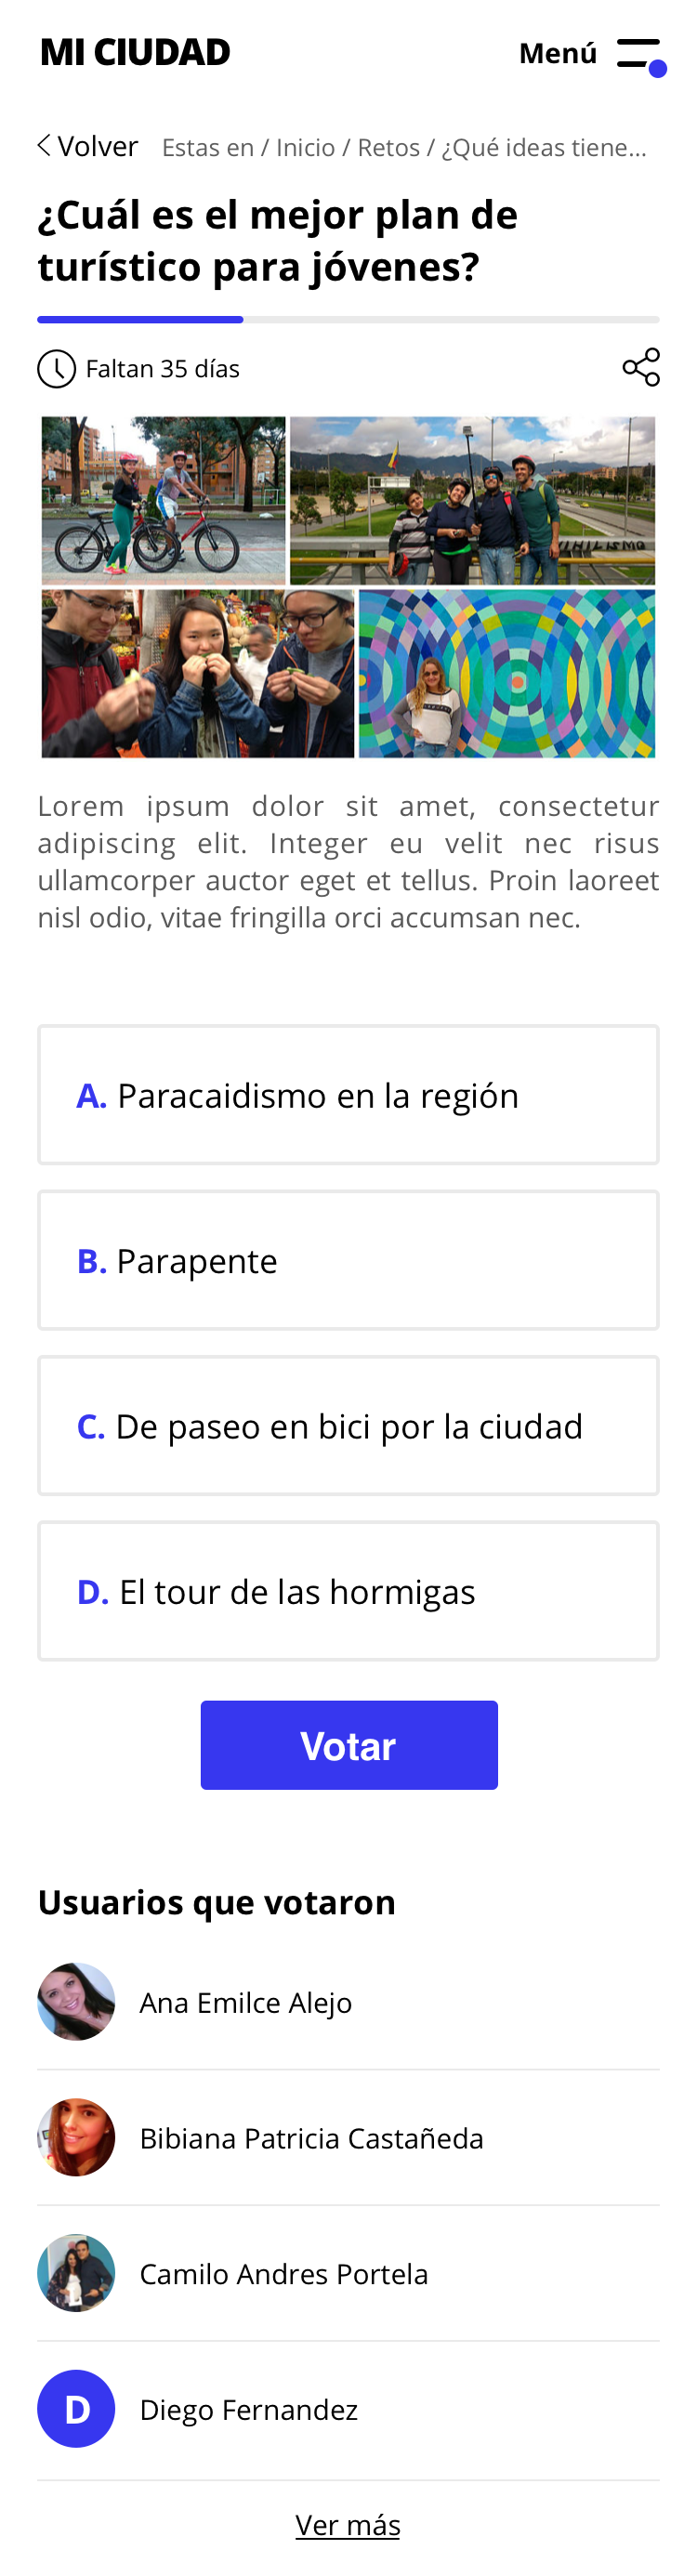 MI CIUDAD
Menú
Volver Estas en / Inicio / Retos / ¿Qué ideas tiene...
¿Cuál es el mejor plan de
turístico para jóvenes?
Faltan 35 días
NIHILISMO
Lorem ipsum dolor sit amet, consectetur
adipiscing elit. Integer eu velit nec risus
ullamcorper auctor eget et tellus. Proin laoreet
nisl odio, vitae fringilla orci accumsan nec.
A. Paracaidismo en la región
B. Parapente
C. De paseo en bici por la ciudad
D. El tour de las hormigas
Votar
Usuarios que votaron
Ana Emilce Alejo
Bibiana Patricia Castañeda
Camilo Andres Portela
D
Diego Fernandez
Ver más